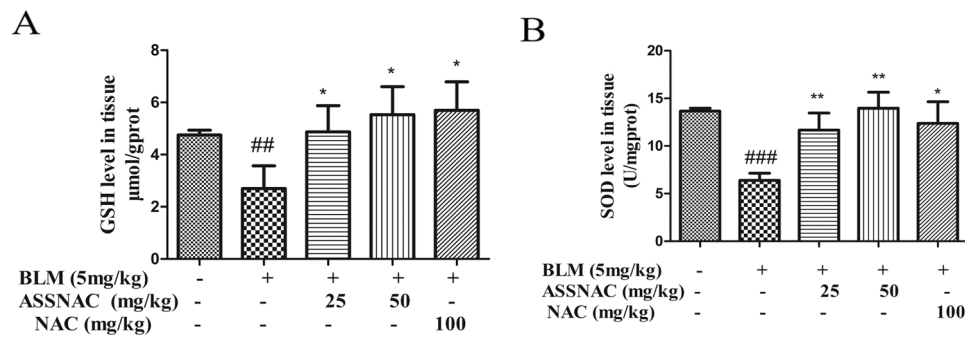 A
GSH level in tissue
μmol/gprot
8
6
4
2
0
##
*
*
*
BLM (5mg/kg) - + + + +
ASSNAC (mg/kg) - - 25 50 -
NAC (mg/kg) - - - - 100
B
SOD level in tissue
(U/mgprot)
20
15
10
5
0
###
**
**
*
BLM (5mg/kg) - + + + +
ASSNAC (mg/kg) - - 25 50 -
NAC (mg/kg) - - - - 100